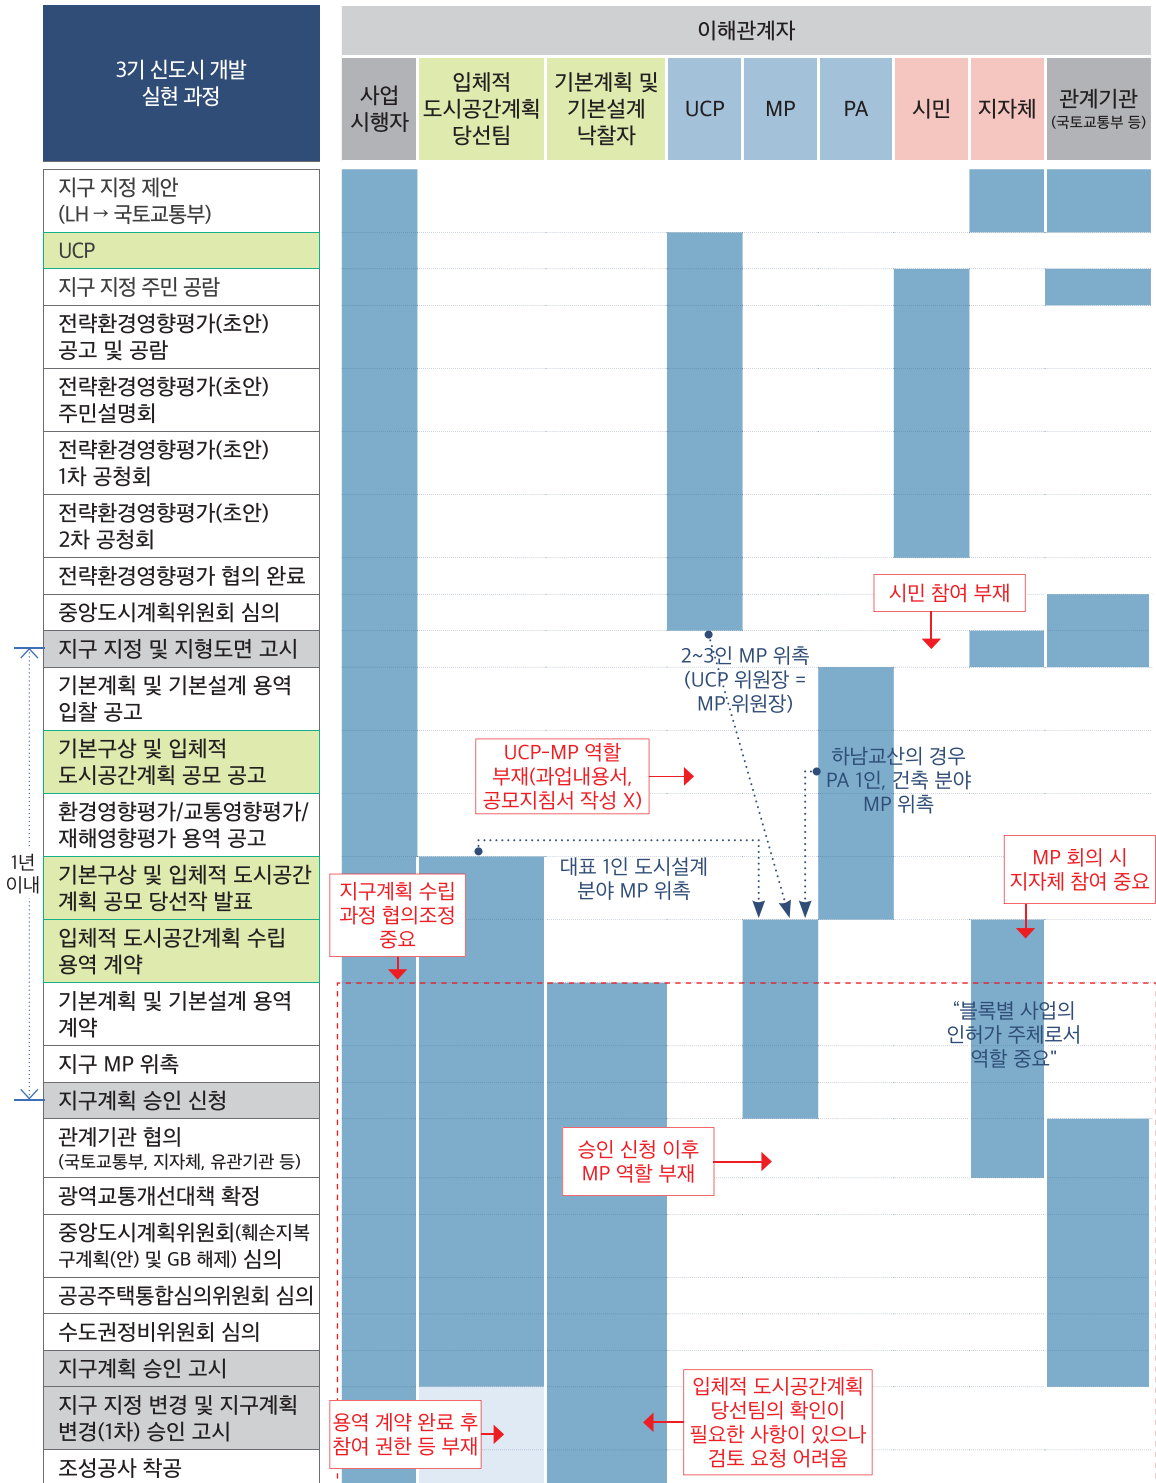 3기 신도시 개발
실현 과정
이해관계자
사업
시행자
입체적
도시공간계획
당선팀
기본계획 및
기본설계
낙찰자
UCP
MP
PA
시민
지자체
관계기관
(국토교통부 등)
지구 지정 제안
(LH → 국토교통부)
UCP
지구 지정 주민 공람
전략환경영향평가(초안)
공고 및 공람
전략환경영향평가(초안)
주민설명회
전략환경영향평가(초안)
1차 공청회
전략환경영향평가(초안)
2차 공청회
전략환경영향평가 협의 완료
중앙도시계획위원회 심의
지구 지정 및 지형도면 고시
기본계획 및 기본설계 용역
입찰 공고
기본구상 및 입체적
도시공간계획 공모 공고
환경영향평가/교통영향평가/
재해영향평가 용역 공고
기본구상 및 입체적 도시공간
계획 공모 당선작 발표
입체적 도시공간계획 수립
용역 계약
기본계획 및 기본설계 용역
계약
지구 MP 위촉
지구계획 승인 신청
관계기관 협의
(국토교통부, 지자체, 유관기관 등)
광역교통개선대책 확정
중앙도시계획위원회(훼손지복
구계획(안) 및 GB 해제) 심의
공공주택통합심의위원회 심의
수도권정비위원회 심의
지구계획 승인 고시
지구 지정 변경 및 지구계획
변경(1차) 승인 고시
조성공사 착공
1년
이내
시민 참여 부재
2~3인 MP 위촉
(UCP 위원장 =
MP 위원장)
UCP-MP 역할
부재(과업내용서,
공모지침서 작성 X)
하남교산의 경우
PA 1인, 건축 분야
MP 위촉
대표 1인 도시설계
분야 MP 위촉
MP 회의 시
지자체 참여 중요
지구계획 수립
과정 협의조정
중요
“블록별 사업의
인허가 주체로서
역할 중요"
승인 신청 이후
MP 역할 부재
용역 계약 완료 후
참여 권한 등 부재
입체적 도시공간계획
당선팀의 확인이
필요한 사항이 있으나
검토 요청 어려움